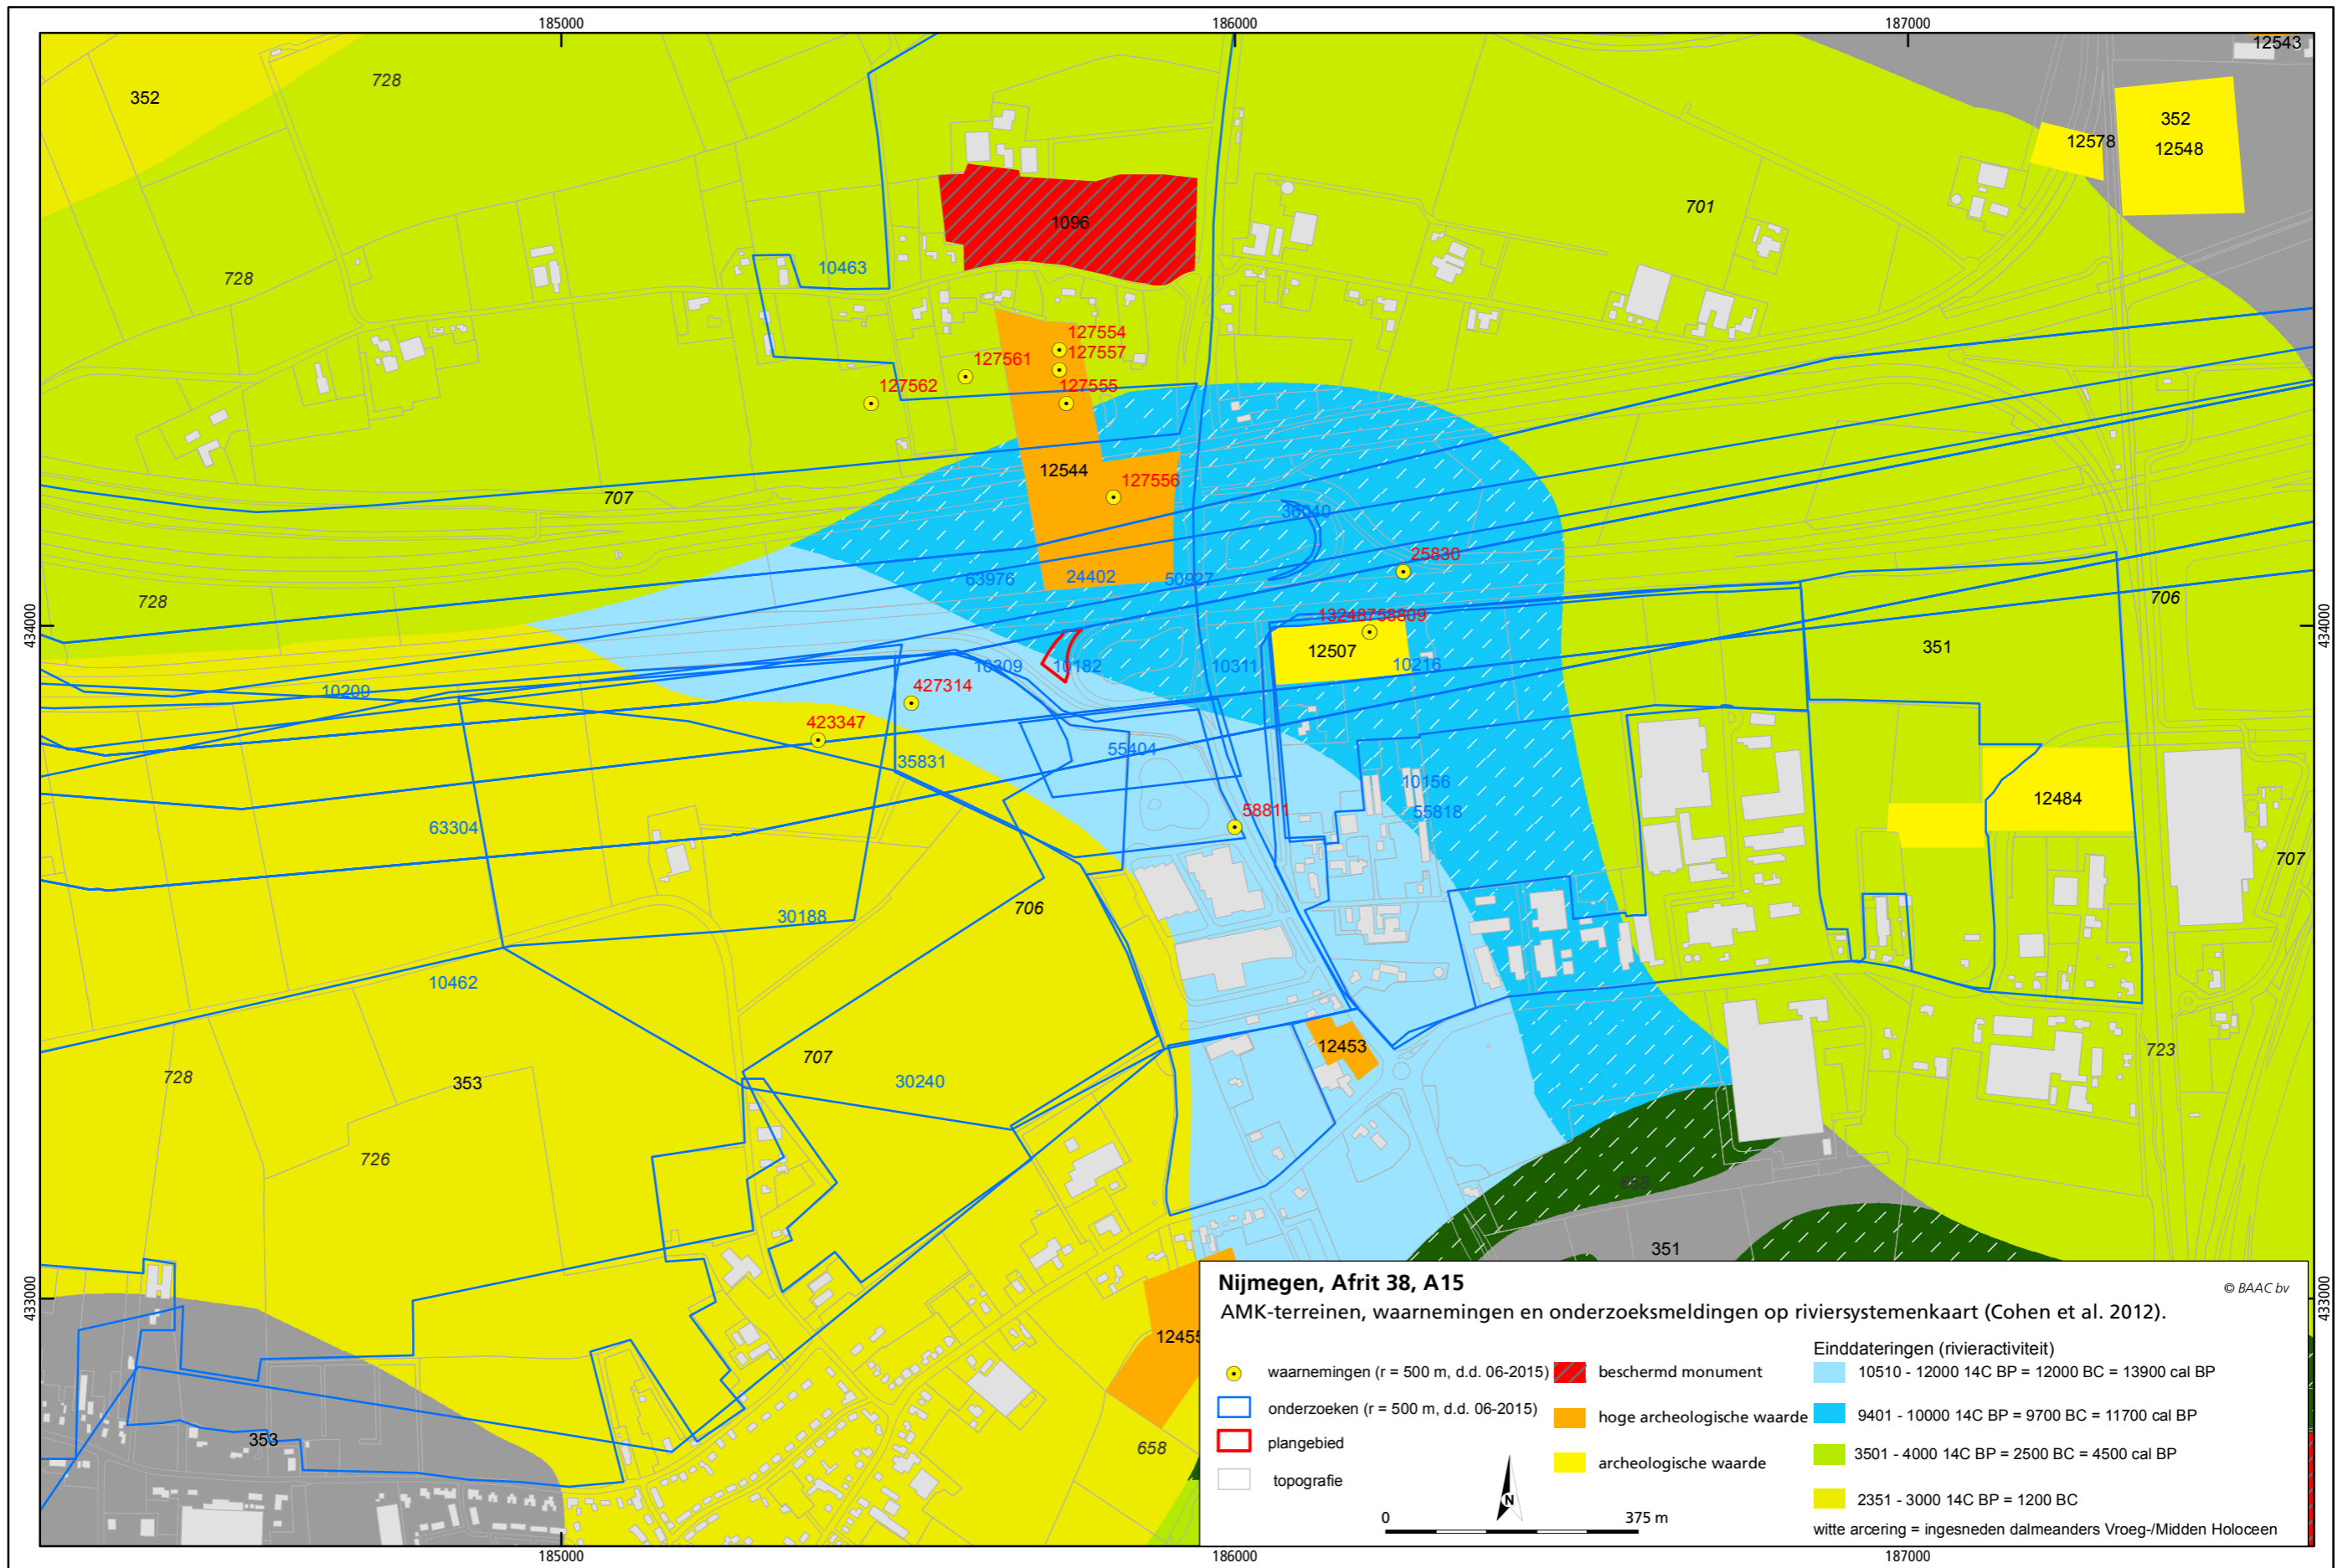 185000 186000 187000
12543
352
728
352
12578
12548
701
1096
728
10463
127554
127557
127561
127562
127555
12544
127556
707
36040
25830
63976 24402 50927
728
706
434000
434000
13248758809
12507
351
10309 10182 10311 10216
10209
427314
423347
55404
35831
10156
12484
58811
55818
63304
707
30188
706
10462
12453
723
707
728
353
30240
726
658
351
433000
433000
12455
353
658
Nijmegen, Afrit 38, A15
© BAAC bv
AMK-terreinen, waarnemingen en onderzoeksmeldingen op riviersystemenkaart (Cohen et al. 2012).
waarnemingen (r = 500 m, d.d. 06-2015)
onderzoeken (r = 500 m, d.d. 06-2015)
plangebied
topografie
beschermd monument
hoge archeologische waarde
archeologische waarde
N
0 375 m
Einddateringen (rivieractiviteit)
10510 - 12000 14C BP = 12000 BC = 13900 cal BP
9401 - 10000 14C BP = 9700 BC = 11700 cal BP
3501 - 4000 14C BP = 2500 BC = 4500 cal BP
2351 - 3000 14C BP = 1200 BC
witte arcering = ingesneden dalmeanders Vroeg-/Midden Holoceen
185000 186000 187000